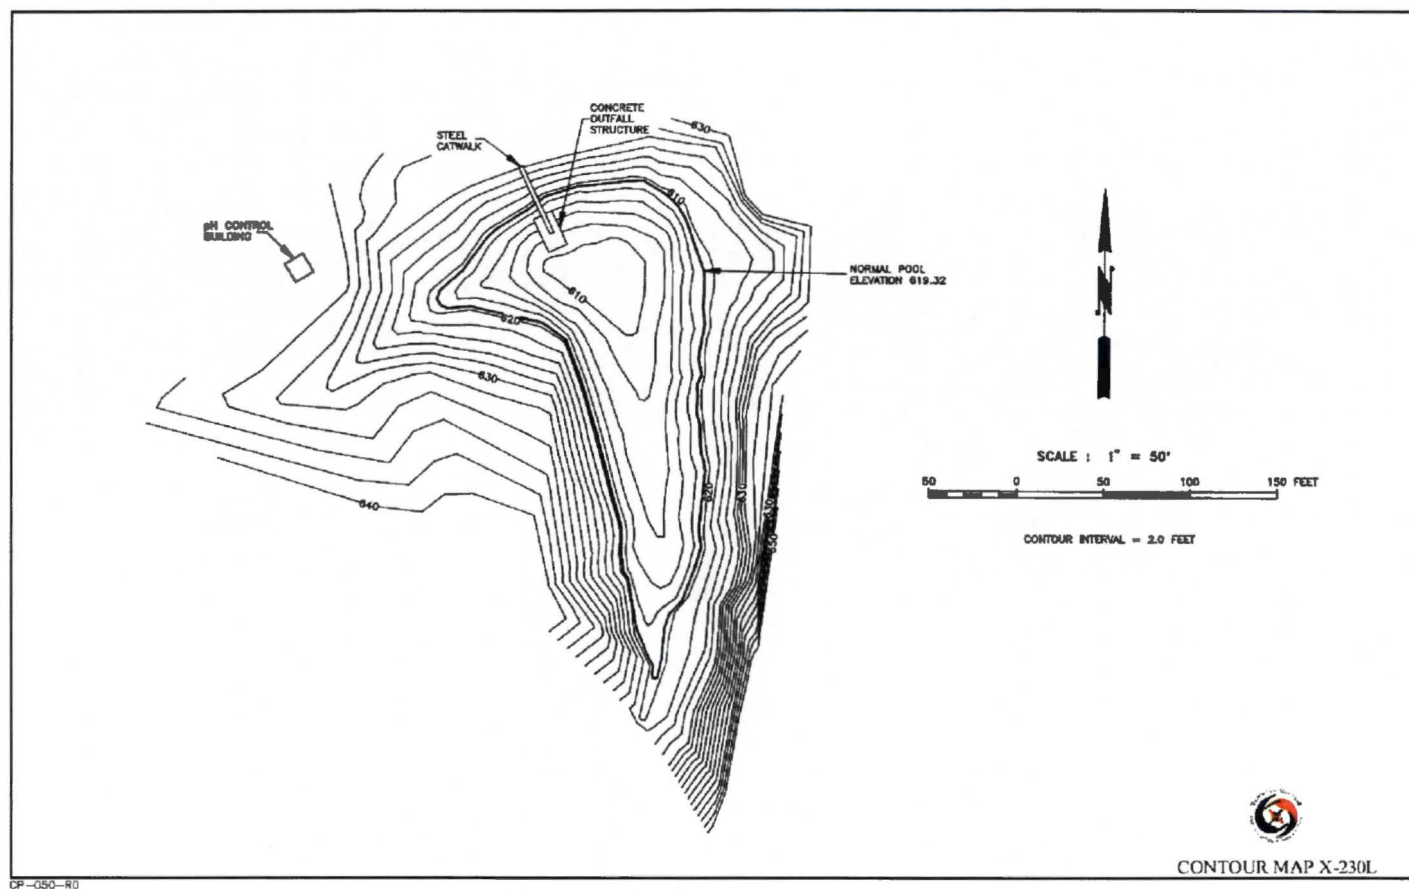 630
CONCRETE
OUTFALL
STRUCTURE
STEEL
CATWALK
610
pH CONTROL
BUILDING
NORMAL POOL
ELEVATION 619.32
610
620
N
630
SCALE : 1" = 50'
50 0 50 100 150 FEET
620
630
630
640
650
CONTOUR INTERVAL = 2.0 FEET
CONTOUR MAP X-230L
CP-050-R0